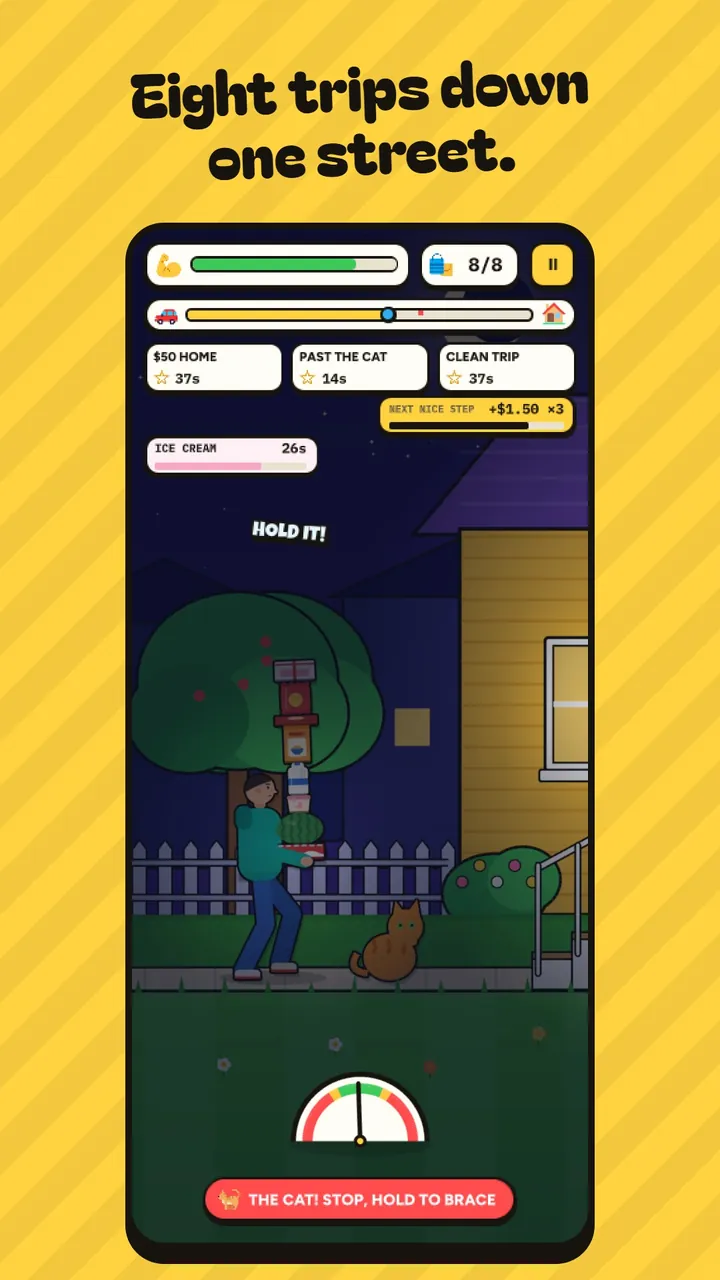 Eight trips down
one street.
8/8
$50 HOME
37s
PAST THE CAT
14s
CLEAN TRIP
37s
NEXT NICE STEP +$1.50 ×3
ICE CREAM 26s
HOLD IT!
THE CAT! STOP, HOLD TO BRACE